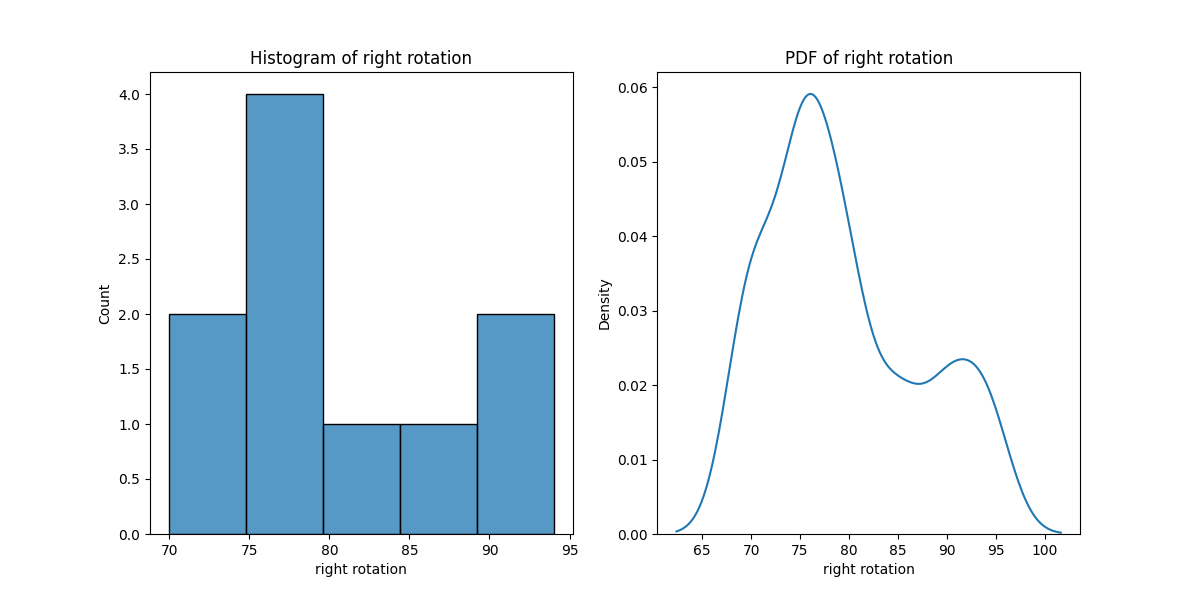 Histogram of right rotation
4.0
3.5
3.0
2.5
2.0
1.5
1.0
0.5
0.0
Count
70 75 80 85 90 95
right rotation
PDF of right rotation
0.06
0.05
0.04
0.03
0.02
0.01
0.00
Density
65 70 75 80 85 90 95 100
right rotation